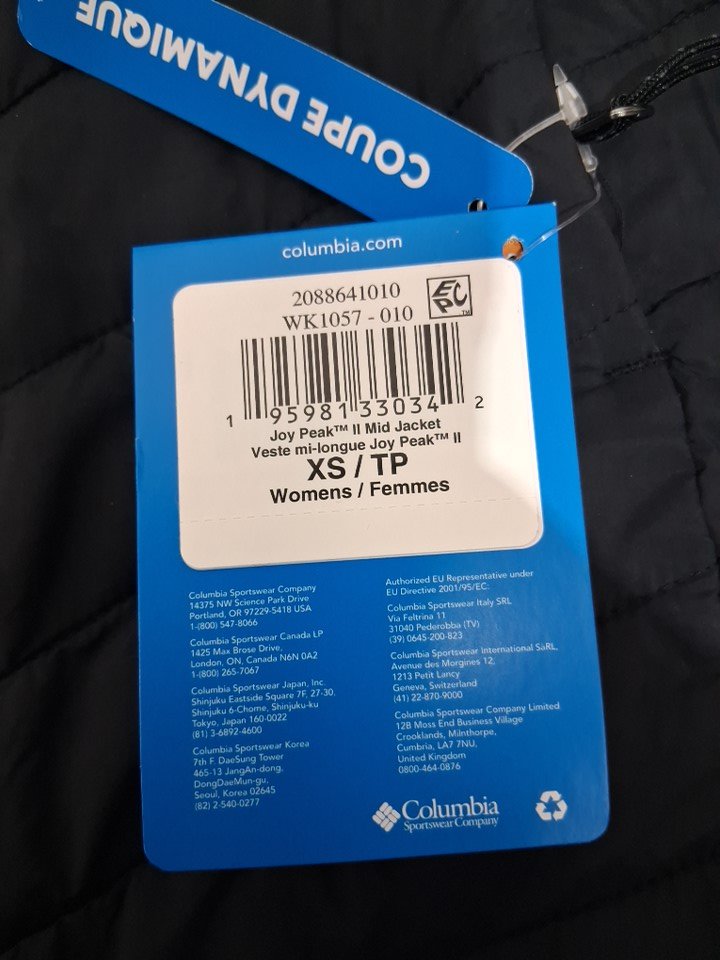 COUPE DYNAMIQUE
columbia.com
2088641010
WK1057 - 010
EPC
TM
1 95981 33034 2
Joy Peak™ II Mid Jacket
Veste mi-longue Joy Peak™ II
XS / TP
Womens / Femmes
Columbia Sportswear Company
14375 NW Science Park Drive
Portland, OR 97229-5418 USA
1-(800) 547-8066
Columbia Sportswear Canada LP
1425 Max Brose Drive,
London, ON, Canada N6N 0A2
1-(800) 265-7067
Columbia Sportswear Japan, Inc.
Shinjuku Eastside Square 7F, 27-30,
Shinjuku 6-Chome, Shinjuku-ku
Tokyo, Japan 160-0022
(81) 3-6892-4600
Columbia Sportswear Korea
7th F. DaeSung Tower
465-13 JangAn-dong,
DongDaeMun-gu,
Seoul, Korea 02645
(82) 2-540-0277
Authorized EU Representative under
EU Directive 2001/95/EC:
Columbia Sportswear Italy SRL
Via Feltrina 11
31040 Pederobba (TV)
(39) 0645-200-823
Columbia Sportswear International SàRL,
Avenue des Morgines 12,
1213 Petit Lancy
Geneva, Switzerland
(41) 22-870-9000
Columbia Sportswear Company Limited
12B Moss End Business Village
Crooklands, Milnthorpe,
Cumbria, LA7 7NU,
United Kingdom
0800-464-0876
Columbia
Sportswear Company